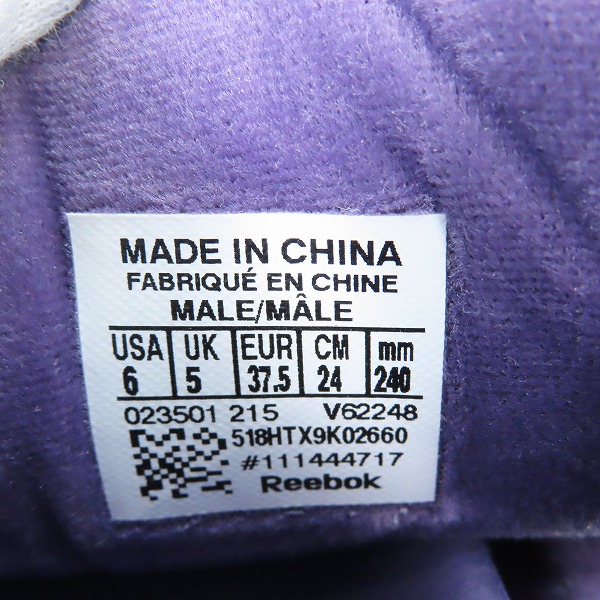 MADE IN CHINA
FABRIQUÉ EN CHINE
MALE/MÂLE
USA UK EUR CM mm
6 5 37.5 24 240
023501 215 V62248
518HTX9K02660
#111444717
Reebok